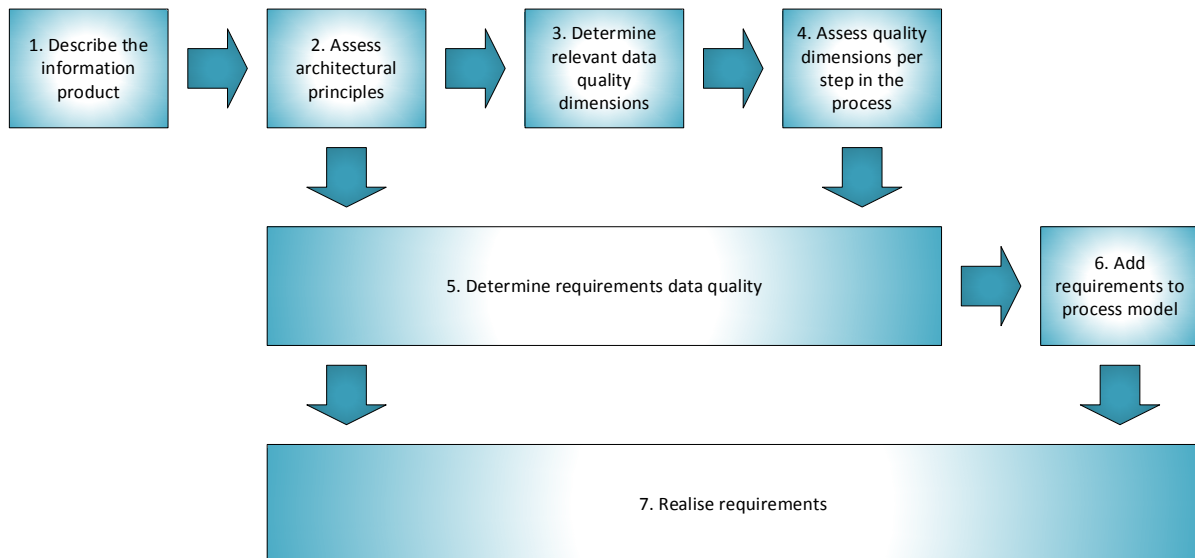 1. Describe the
information
product
2. Assess
architectural
principles
3. Determine
relevant data
quality
dimensions
4. Assess quality
dimensions per
step in the
process
5. Determine requirements data quality
6. Add
requirements to
process model
7. Realise requirements